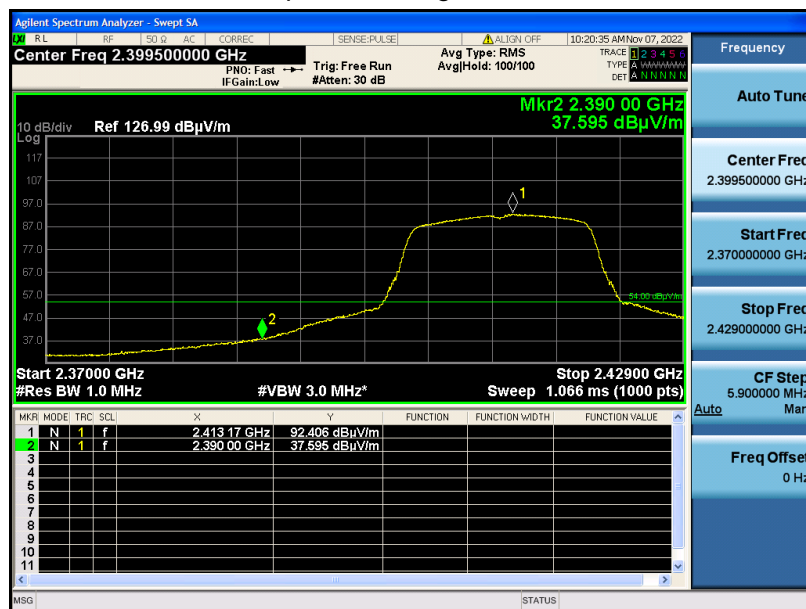 Agilent Spectrum Analyzer - Swept SA
LXI RL RF 50 Ω AC CORREC SENSE:PULSE ALIGN OFF 10:20:35 AM Nov 07, 2022
Center Freq 2.399500000 GHz
PNO: Fast
IFGain:Low
Trig: Free Run
#Atten: 30 dB
Avg Type: RMS
Avg|Hold: 100/100
TRACE 1 2 3 4 5 6
TYPE A WWWWW
DET A N N N N N
Mkr2 2.390 00 GHz
37.595 dBµV/m
10 dB/div Ref 126.99 dBµV/m
Log
117
107
97.0
87.0
77.0
67.0
57.0
47.0
37.0
1
2
54.00 dBµV/m
Start 2.37000 GHz Stop 2.42900 GHz
#Res BW 1.0 MHz #VBW 3.0 MHz* Sweep 1.066 ms (1000 pts)
MKR MODE TRC SCL X Y FUNCTION FUNCTION WIDTH FUNCTION VALUE
1 N 1 f 2.413 17 GHz 92.406 dBµV/m
2 N 1 f 2.390 00 GHz 37.595 dBµV/m
3
4
5
6
7
8
9
10
11
MSG STATUS
Frequency
Auto Tune
Center Freq
2.399500000 GHz
Start Freq
2.370000000 GHz
Stop Freq
2.429000000 GHz
CF Step
5.900000 MHz
Auto Man
Freq Offset
0 Hz